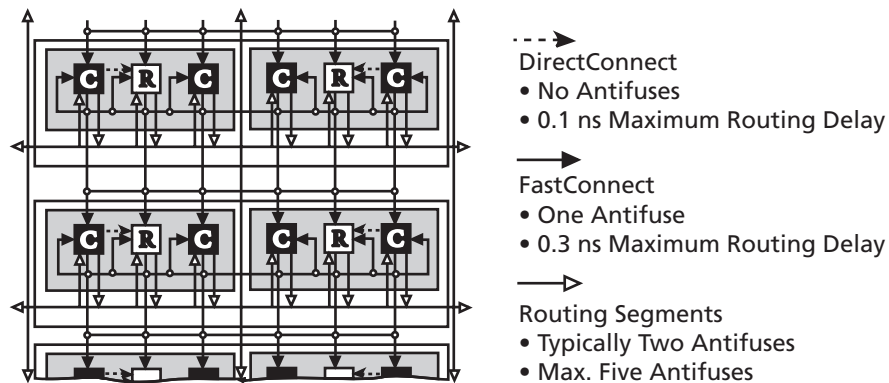 C R C C R C
C R C C R C
DirectConnect
• No Antifuses
• 0.1 ns Maximum Routing Delay
FastConnect
• One Antifuse
• 0.3 ns Maximum Routing Delay
Routing Segments
• Typically Two Antifuses
• Max. Five Antifuses